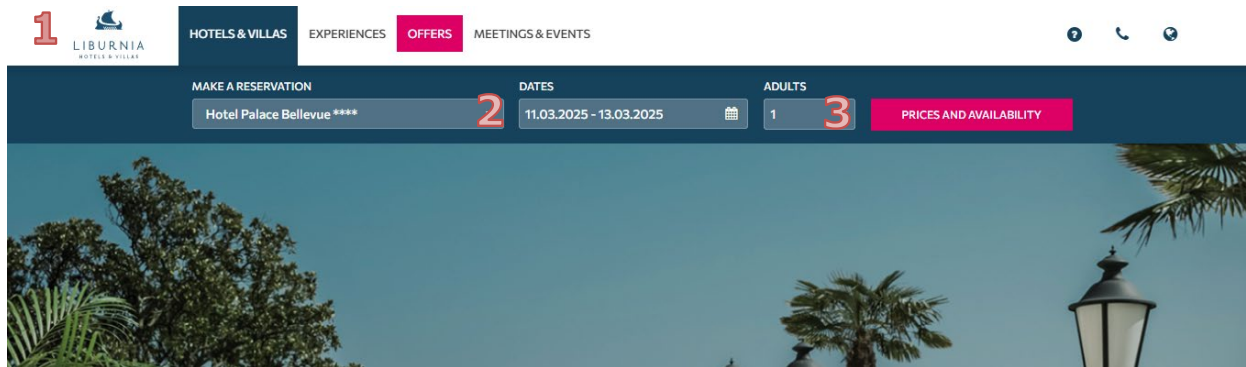 1
LIBURNIA
HOTELS & VILLAS
HOTELS & VILLAS EXPERIENCES OFFERS MEETINGS & EVENTS
?
MAKE A RESERVATION DATES ADULTS
Hotel Palace Bellevue **** 2 11.03.2025 - 13.03.2025 1 3 PRICES AND AVAILABILITY